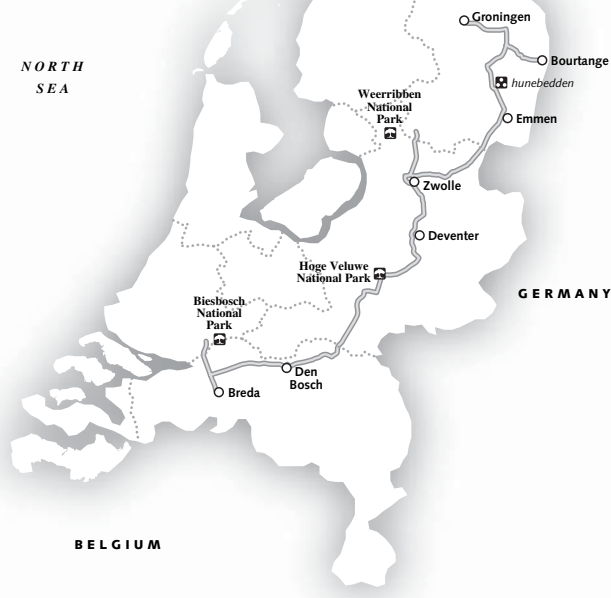 Groningen
NORTH
SEA
Bourtange
hunebedden
Weerribben
National
Park
Emmen
Zwolle
Deventer
Hoge Veluwe
National Park
GERMANY
Biesbosch
National
Park
Den
Bosch
Breda
BELGIUM